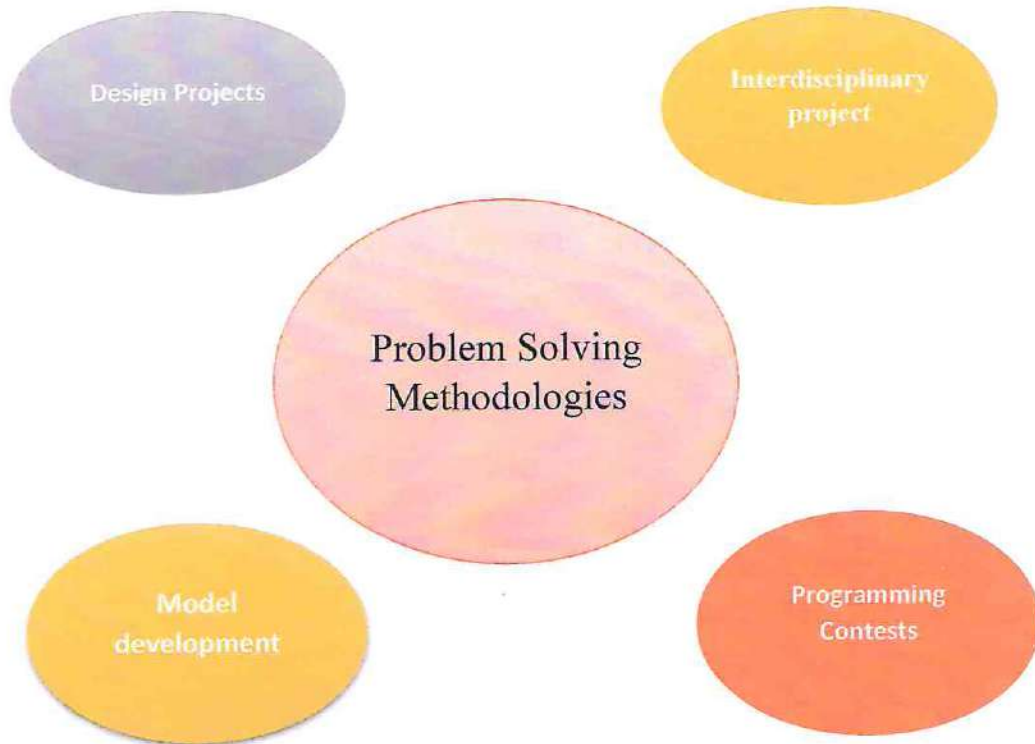 Design Projects
Interdisciplinary
project
Problem Solving
Methodologies
Model
development
Programming
Contests